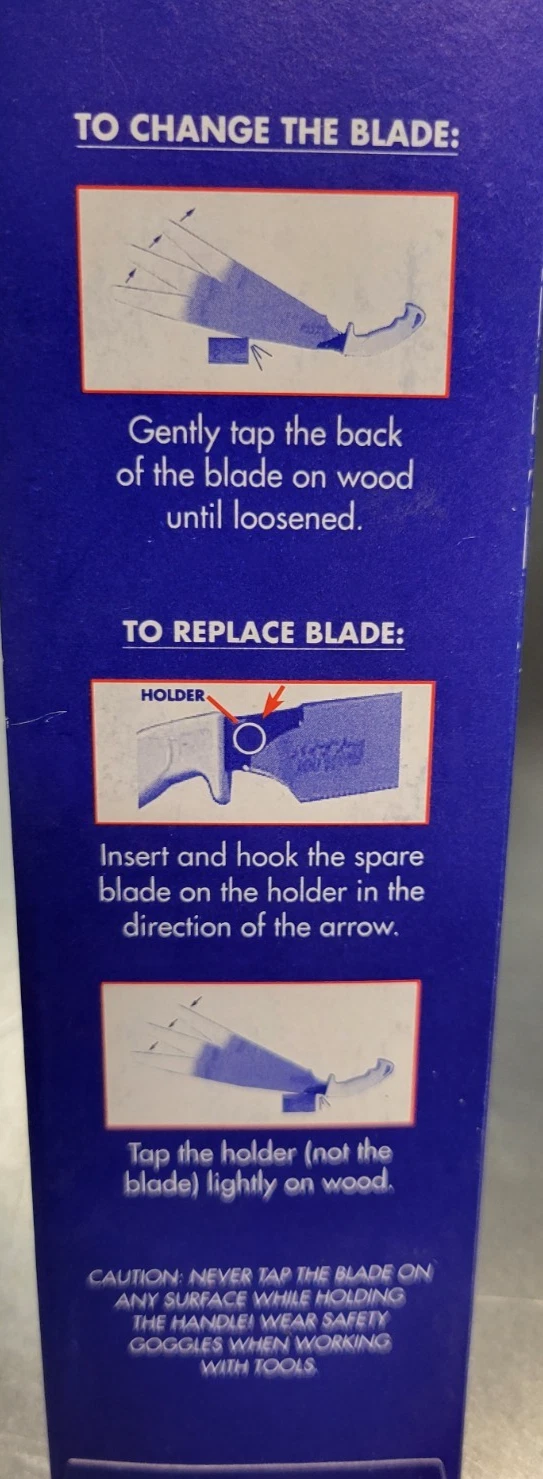 TO CHANGE THE BLADE:
Gently tap the back
of the blade on wood
until loosened.
TO REPLACE BLADE:
HOLDER
Insert and hook the spare
blade on the holder in the
direction of the arrow.
Tap the holder (not the
blade) lightly on wood.
CAUTION: NEVER TAP THE BLADE ON
ANY SURFACE WHILE HOLDING
THE HANDLE! WEAR SAFETY
GOGGLES WHEN WORKING
WITH TOOLS.